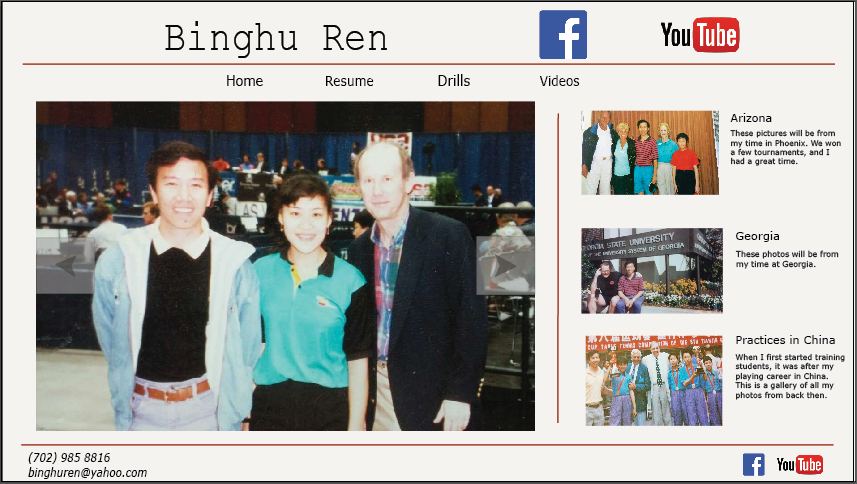 Binghu Ren
f
YouTube
Home
Resume
Drills
Videos
Arizona
These pictures will be from
my time in Phoenix. We won
a few tournaments, and I
had a great time.
GEORGIA STATE UNIVERSITY
OF THE UNIVERSITY SYSTEM OF GEORGIA
Georgia
These photos will be from
my time at Georgia.
Practices in China
When I first started training
students, it was after my
playing career in China.
This is a gallery of all my
photos from back then.
(702) 985 8816
binghuren@yahoo.com
f
YouTube